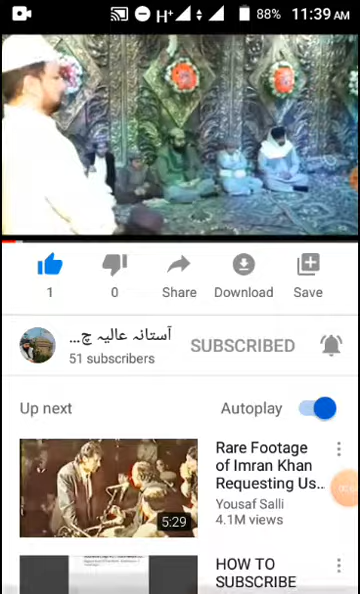 H+ 88% 11:39 AM
1 0 Share Download Save
آستانہ عالیہ چ...
SUBSCRIBED
51 subscribers
Up next Autoplay
Rare Footage
of Imran Khan
Requesting Us...
Yousaf Salli
4.1M views
5:29
HOW TO
SUBSCRIBE